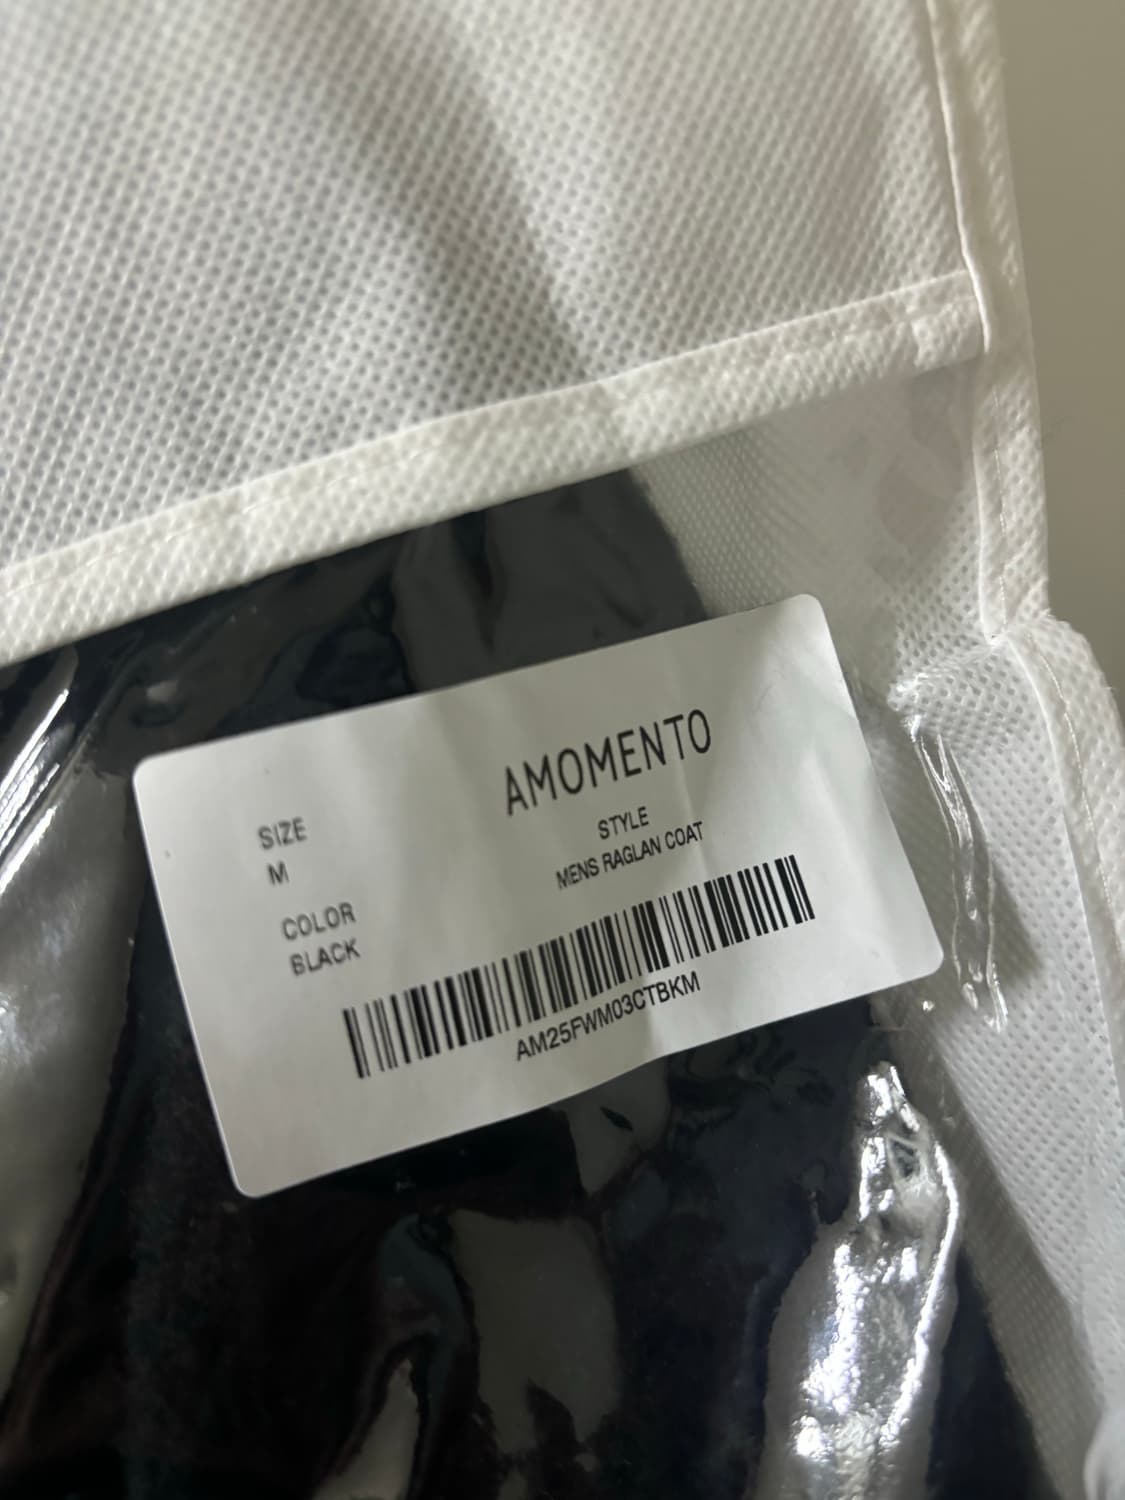 AMOMENTO
SIZE
M
STYLE
MENS RAGLAN COAT
COLOR
BLACK
AM25FWM03CTBKM